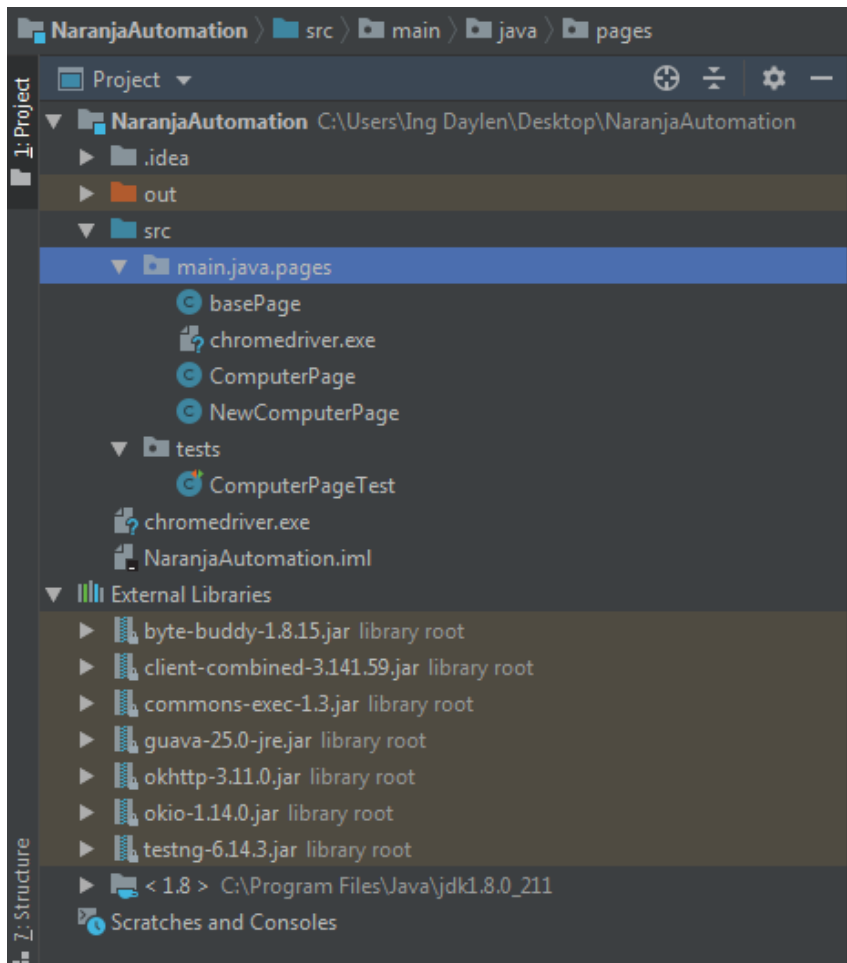 NaranjaAutomation src main java pages
Project
1: Project
NaranjaAutomation C:\Users\Ing Daylen\Desktop\NaranjaAutomation
.idea
out
src
main.java.pages
basePage
chromedriver.exe
ComputerPage
NewComputerPage
tests
ComputerPageTest
chromedriver.exe
NaranjaAutomation.iml
External Libraries
byte-buddy-1.8.15.jar library root
client-combined-3.141.59.jar library root
commons-exec-1.3.jar library root
guava-25.0-jre.jar library root
okhttp-3.11.0.jar library root
okio-1.14.0.jar library root
testng-6.14.3.jar library root
< 1.8 > C:\Program Files\Java\jdk1.8.0_211
Scratches and Consoles
7: Structure